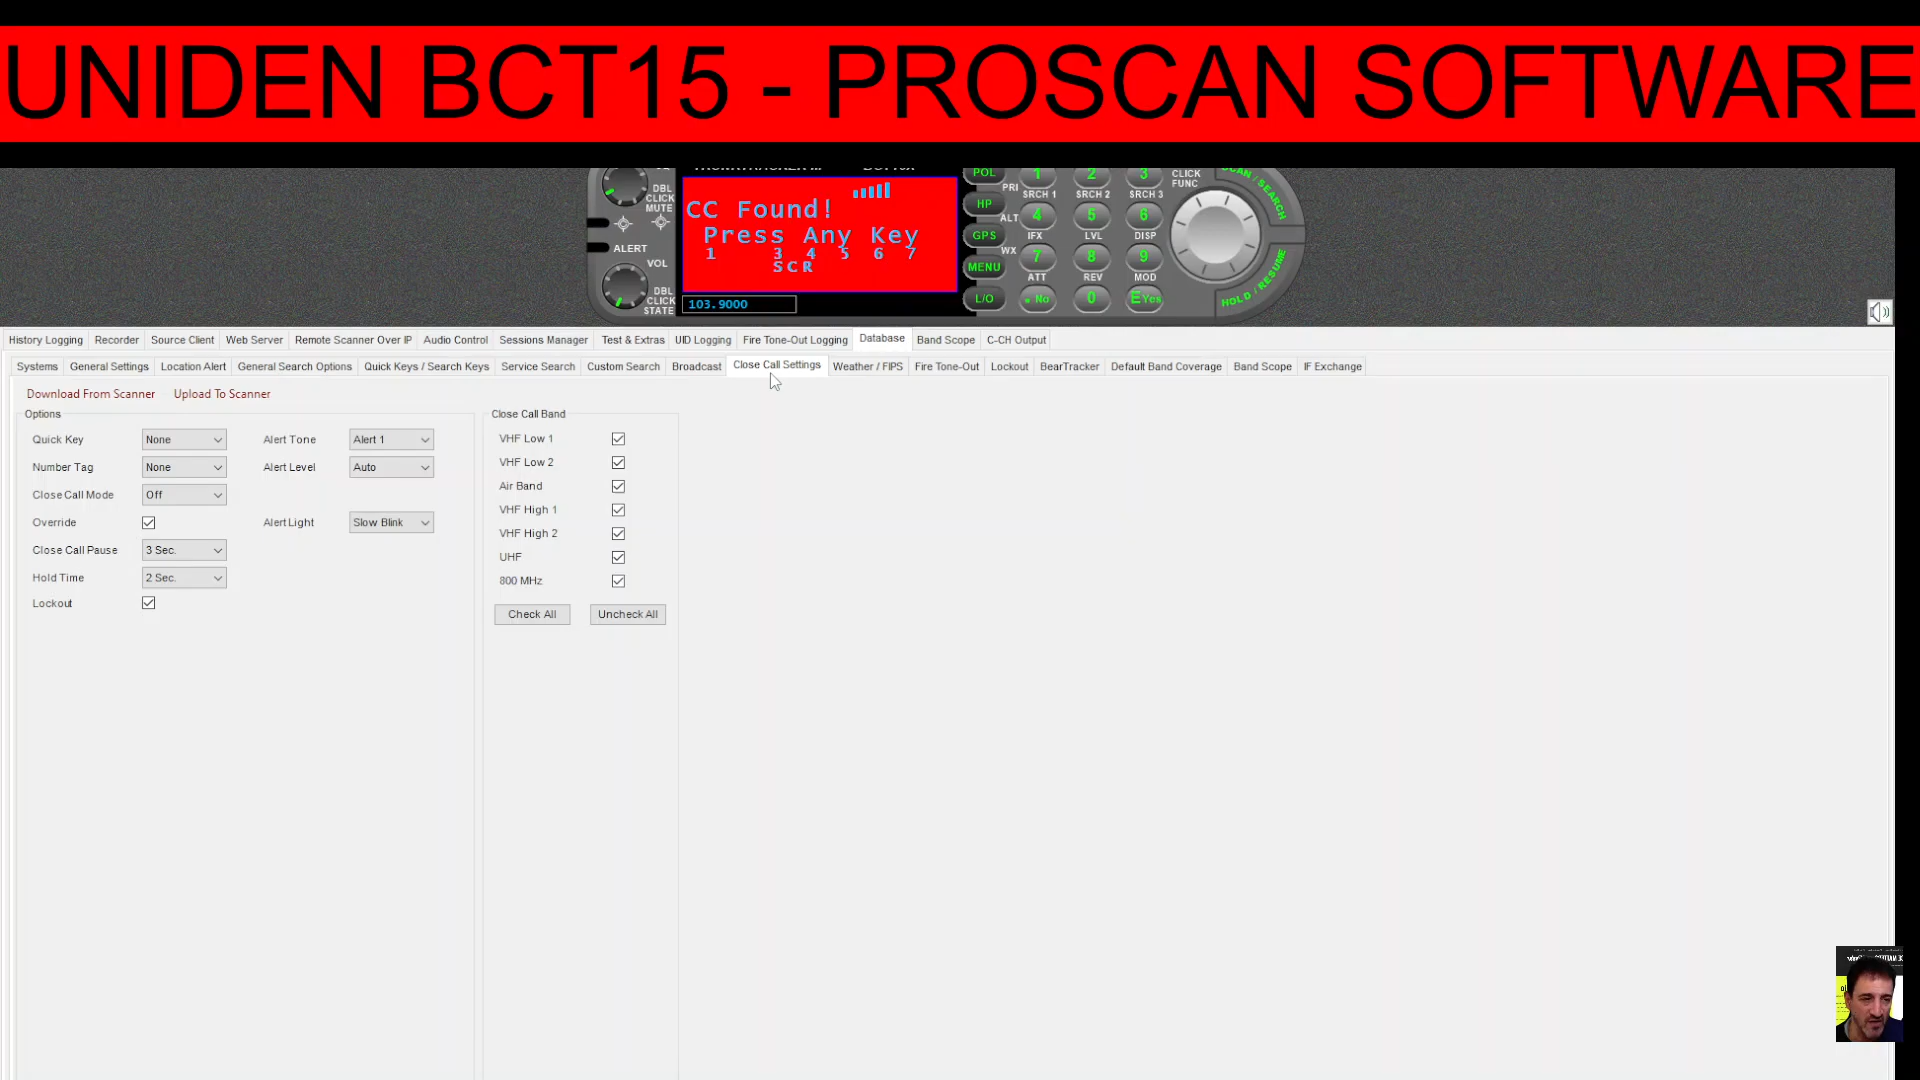 UNIDEN BCT15 - PROSCAN SOFTWARE
DBL
CLICK
MUTE
ALERT
VOL
DBL
CLICK
STATE
CC Found!
Press Any Key
1 3 4 5 6 7
SCR
103.9000
POL
HP
GPS
MENU
L/O
PRI
ALT
WX
1 2 3
SRCH 1 SRCH 2 SRCH 3
4 5 6
IFX LVL DISP
7 8 9
ATT REV MOD
. No 0 E Yes
CLICK
FUNC
SCAN / SEARCH
HOLD / RESUME
History Logging Recorder Source Client Web Server Remote Scanner Over IP Audio Control Sessions Manager Test & Extras UID Logging Fire Tone-Out Logging Database Band Scope C-CH Output
Systems General Settings Location Alert General Search Options Quick Keys / Search Keys Service Search Custom Search Broadcast Close Call Settings Weather / FIPS Fire Tone-Out Lockout BearTracker Default Band Coverage Band Scope IF Exchange
Download From Scanner Upload To Scanner
Options
Quick Key None Alert Tone Alert 1
Number Tag None Alert Level Auto
Close Call Mode Off
Override Alert Light Slow Blink
Close Call Pause 3 Sec.
Hold Time 2 Sec.
Lockout
Close Call Band
VHF Low 1
VHF Low 2
Air Band
VHF High 1
VHF High 2
UHF
800 MHz
Check All Uncheck All